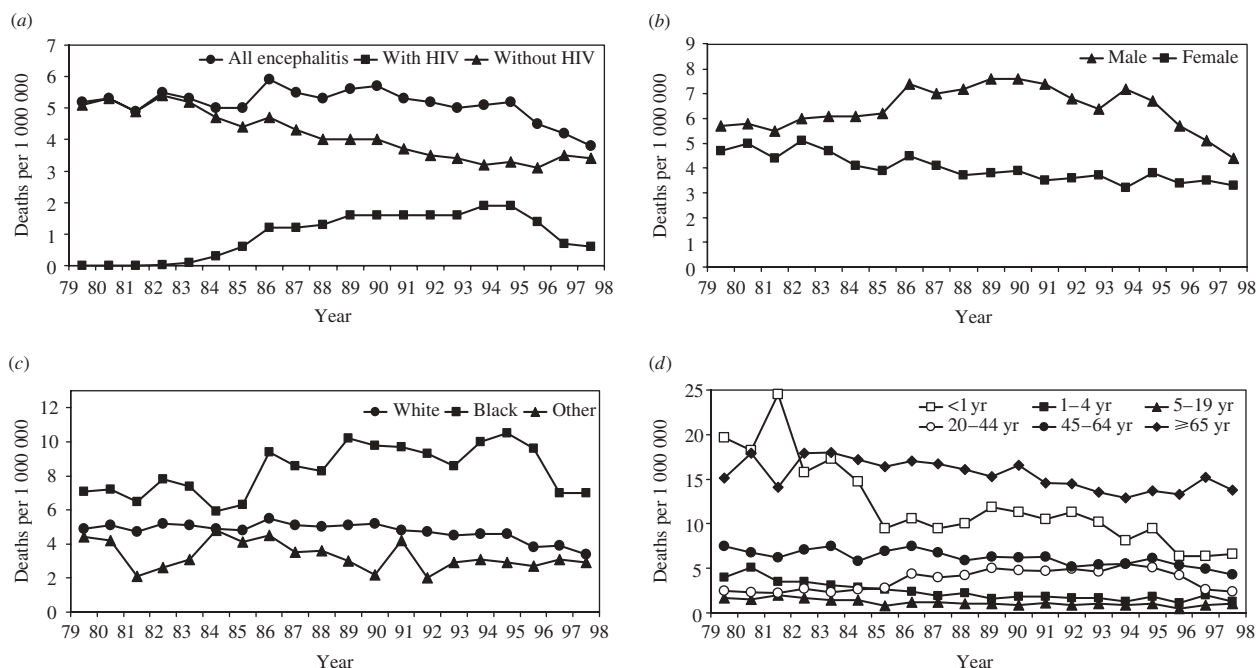 (a)
7
6
5
4
3
2
1
0
Deaths per 1 000 000
All encephalitis With HIV Without HIV
79 80 81 82 83 84 85 86 87 88 89 90 91 92 93 94 95 96 97 98
Year
(b)
9
8
7
6
5
4
3
2
1
0
Deaths per 1 000 000
Male Female
79 80 81 82 83 84 85 86 87 88 89 90 91 92 93 94 95 96 97 98
Year
(c)
12
10
8
6
4
2
0
Deaths per 1 000 000
White Black Other
79 80 81 82 83 84 85 86 87 88 89 90 91 92 93 94 95 96 97 98
Year
(d)
25
20
15
10
5
0
Deaths per 1 000 000
<1 yr 1–4 yr 5–19 yr
20–44 yr 45–64 yr ≥65 yr
79 80 81 82 83 84 85 86 87 88 89 90 91 92 93 94 95 96 97 98
Year